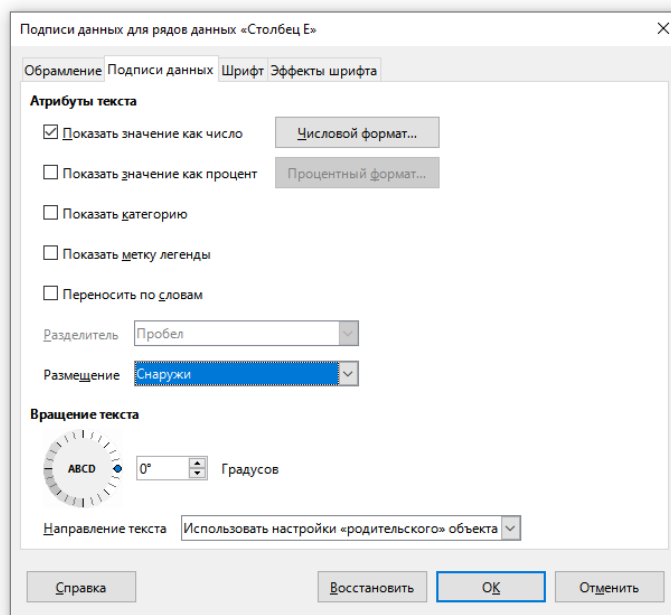 Подписи данных для рядов данных «Столбец E»
Обрамление Подписи данных Шрифт Эффекты шрифта
Атрибуты текста
Показать значение как число Числовой формат...
Показать значение как процент Процентный формат...
Показать категорию
Показать метку легенды
Переносить по словам
Разделитель Пробел
Размещение Снаружи
Вращение текста
ABCD 0° Градусов
Направление текста Использовать настройки «родительского» объекта
Справка Восстановить OK Отменить